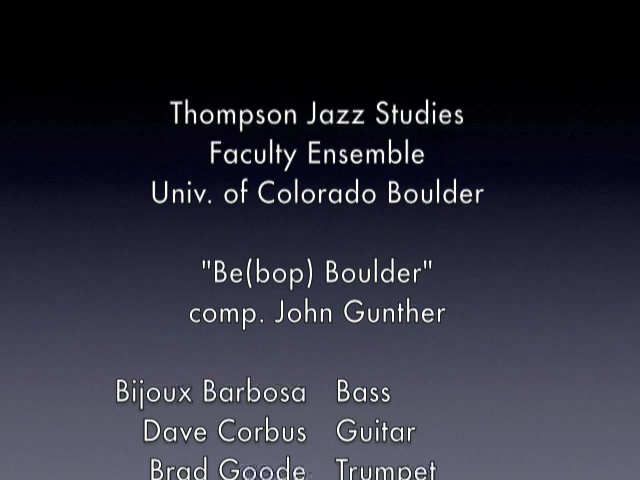 Thompson Jazz Studies
Faculty Ensemble
Univ. of Colorado Boulder
"Be(bop) Boulder"
comp. John Gunther
Bijoux Barbosa Bass
Dave Corbus Guitar
Brad Goode Trumpet